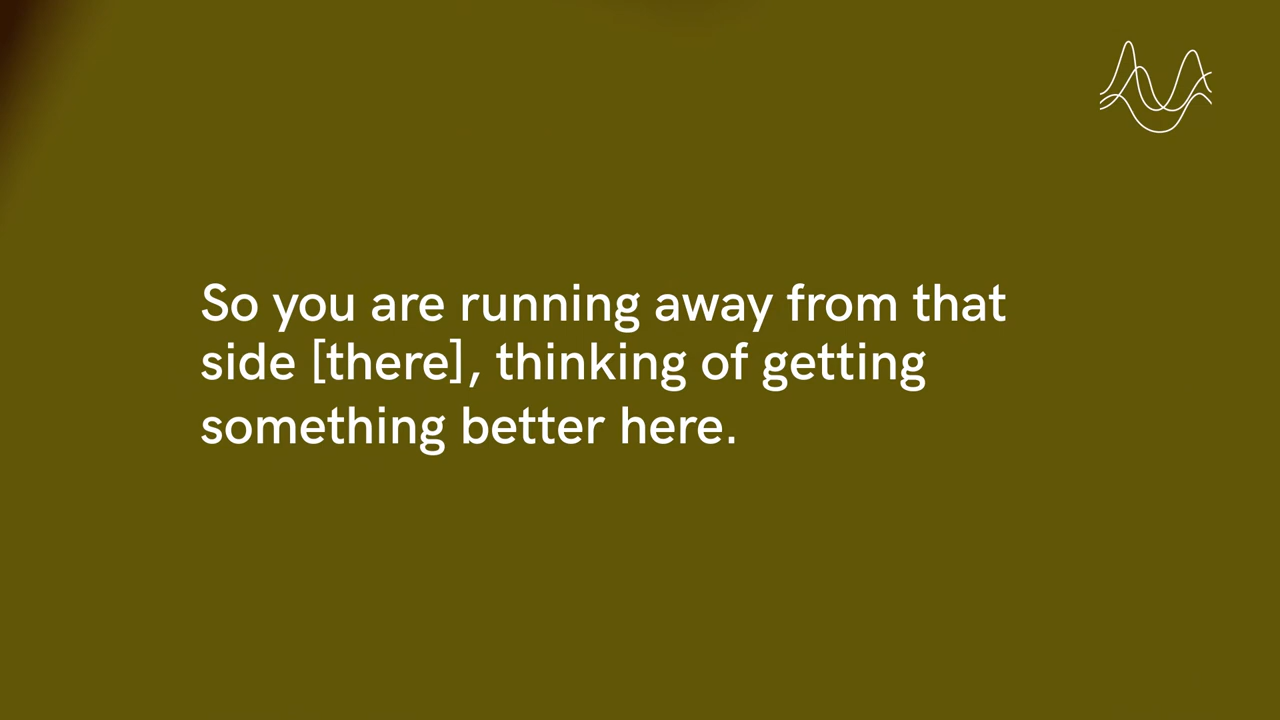 So you are running away from that
side [there], thinking of getting
something better here.